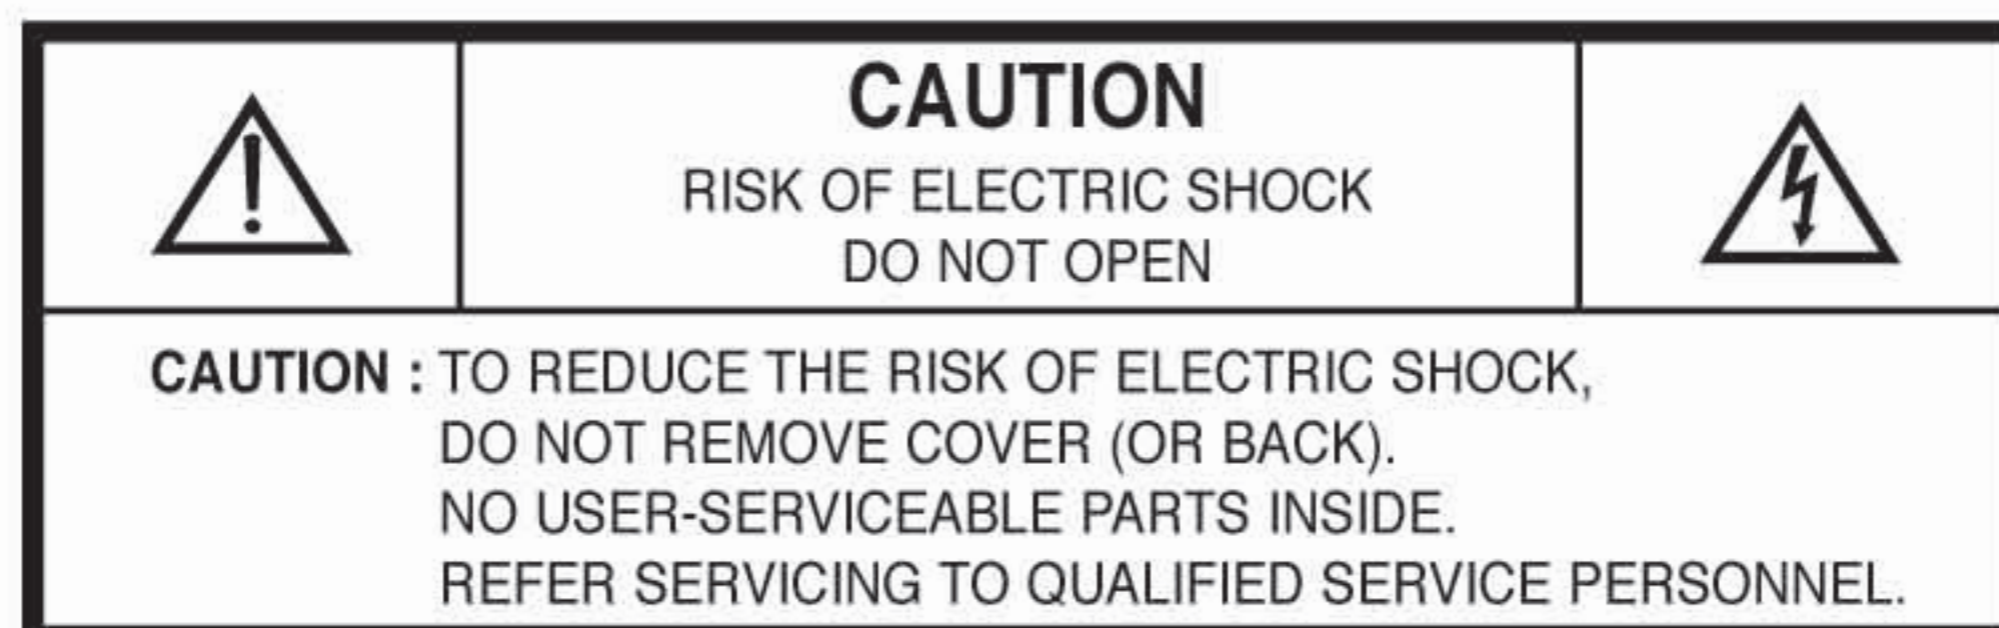 CAUTION
RISK OF ELECTRIC SHOCK
DO NOT OPEN
CAUTION : TO REDUCE THE RISK OF ELECTRIC SHOCK,
DO NOT REMOVE COVER (OR BACK).
NO USER-SERVICEABLE PARTS INSIDE.
REFER SERVICING TO QUALIFIED SERVICE PERSONNEL.